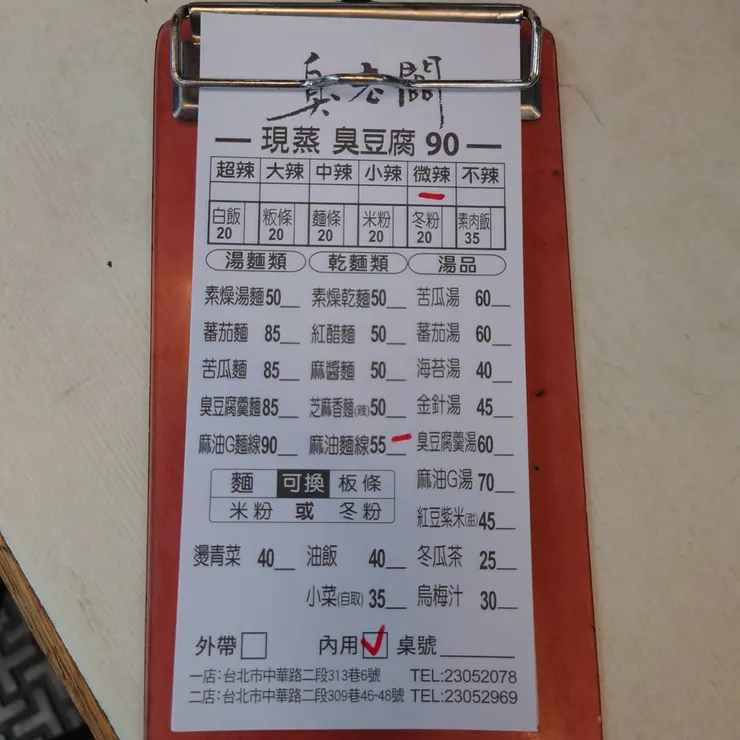 臭老闆
現蒸 臭豆腐 90
超辣 大辣 中辣 小辣 微辣 不辣
白飯 粄條 麵條 米粉 冬粉 素肉飯
20 20 20 20 20 35
湯麵類 乾麵類 湯品
素燥湯麵50 素燥乾麵50 苦瓜湯 60
蕃茄麵 85 紅醋麵 50 蕃茄湯 60
苦瓜麵 85 麻醬麵 50 海苔湯 40
臭豆腐羹麵85 芝麻香麵(辣)50 金針湯 45
麻油G麵線90 麻油麵線55 臭豆腐羹湯60
麻油G湯 70
麵 可換 板條
米粉 或 冬粉
紅豆紫米(甜)45
燙青菜 40 油飯 40 冬瓜茶 25
小菜(自取) 35 烏梅汁 30
外帶 內用 桌號
一店：台北市中華路二段313巷6號 TEL:23052078
二店：台北市中華路二段309巷46-48號 TEL:23052969